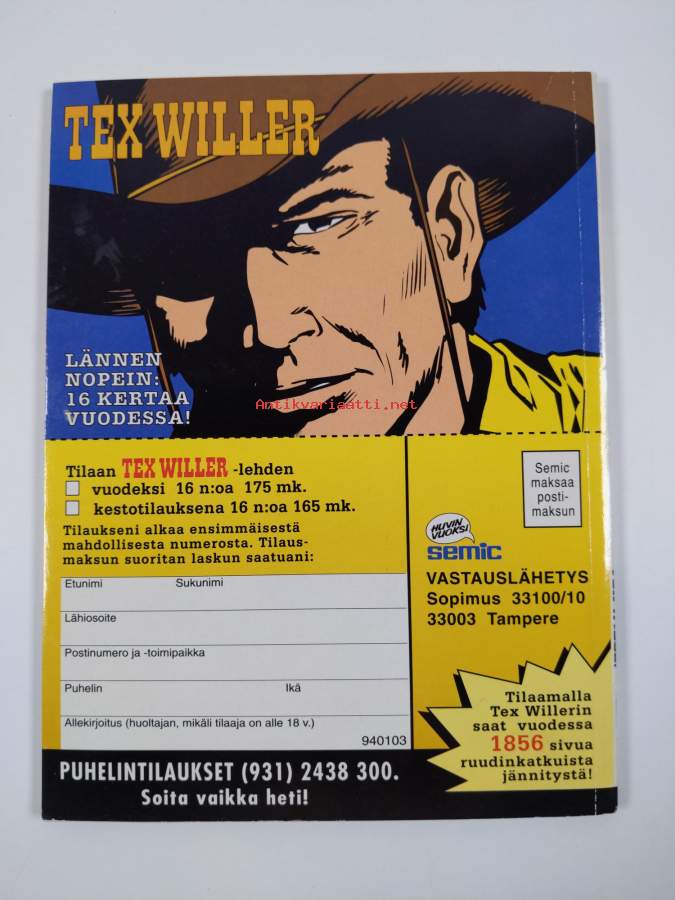 TEX WILLER
LÄNNEN
NOPEIN:
16 KERTAA
VUODESSA!
Antikvariaatti.net
Tilaan TEX WILLER -lehden
vuodeksi 16 n:oa 175 mk.
kestotilauksena 16 n:oa 165 mk.
Tilaukseni alkaa ensimmäisestä
mahdollisesta numerosta. Tilaus-
maksun suoritan laskun saatuani:
Etunimi Sukunimi
Lähiosoite
Postinumero ja -toimipaikka
Puhelin Ikä
Allekirjoitus (huoltajan, mikäli tilaaja on alle 18 v.)
940103
Semic
maksaa
posti-
maksun
HUVIN
VUOKSI
semic
VASTAUSLÄHETYS
Sopimus 33100/10
33003 Tampere
Tilaamalla
Tex Willerin
saat vuodessa
1856 sivua
ruudinkatkuista
jännitystä!
PUHELINTILAUKSET (931) 2438 300.
Soita vaikka heti!